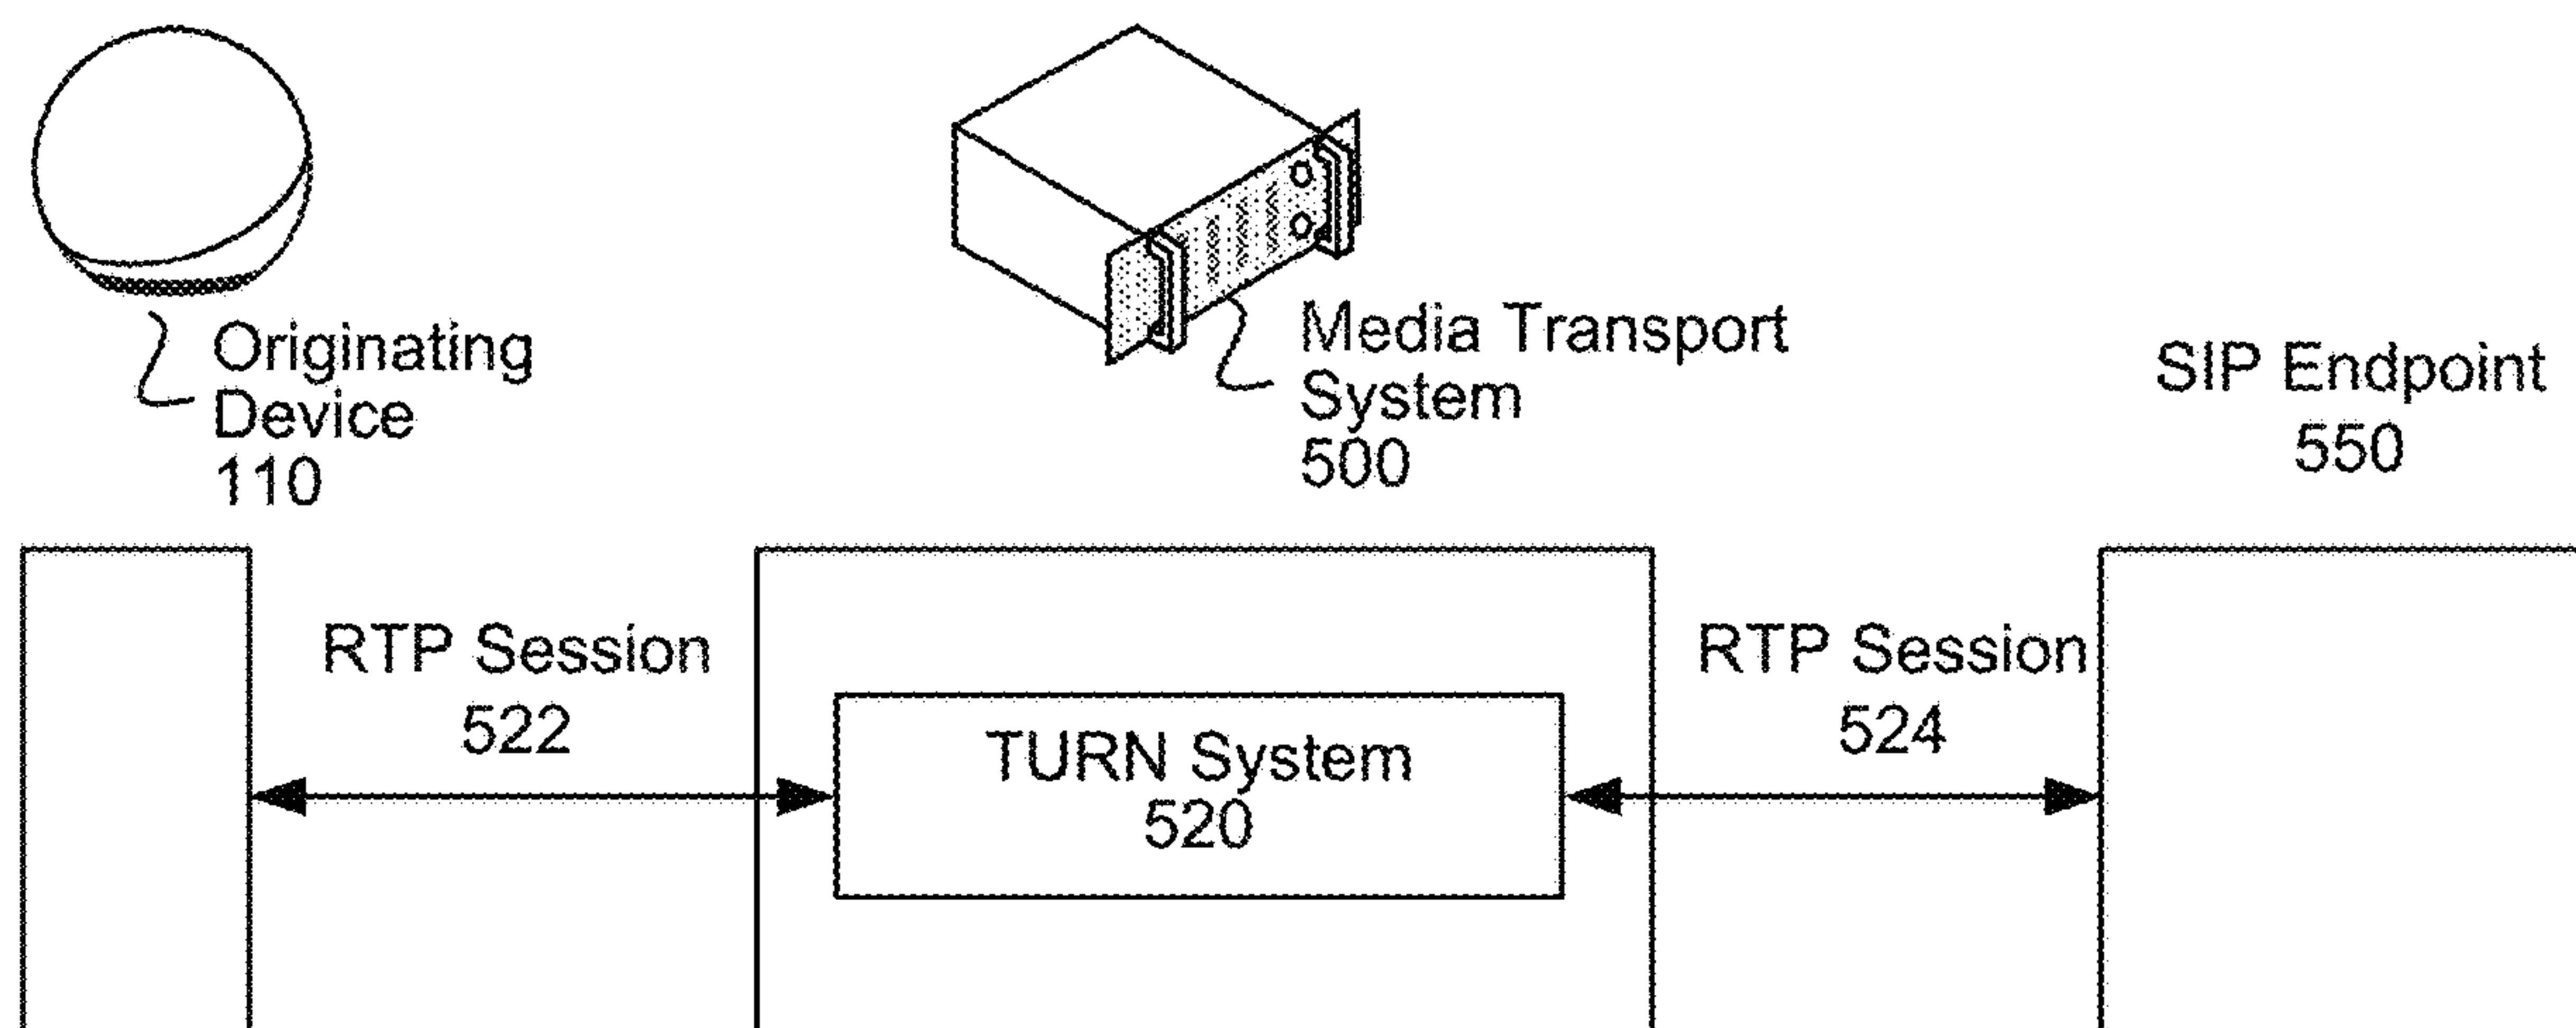 Originating
Device
110
Media Transport
System
500
SIP Endpoint
550
RTP Session
522
TURN System
520
RTP Session
524